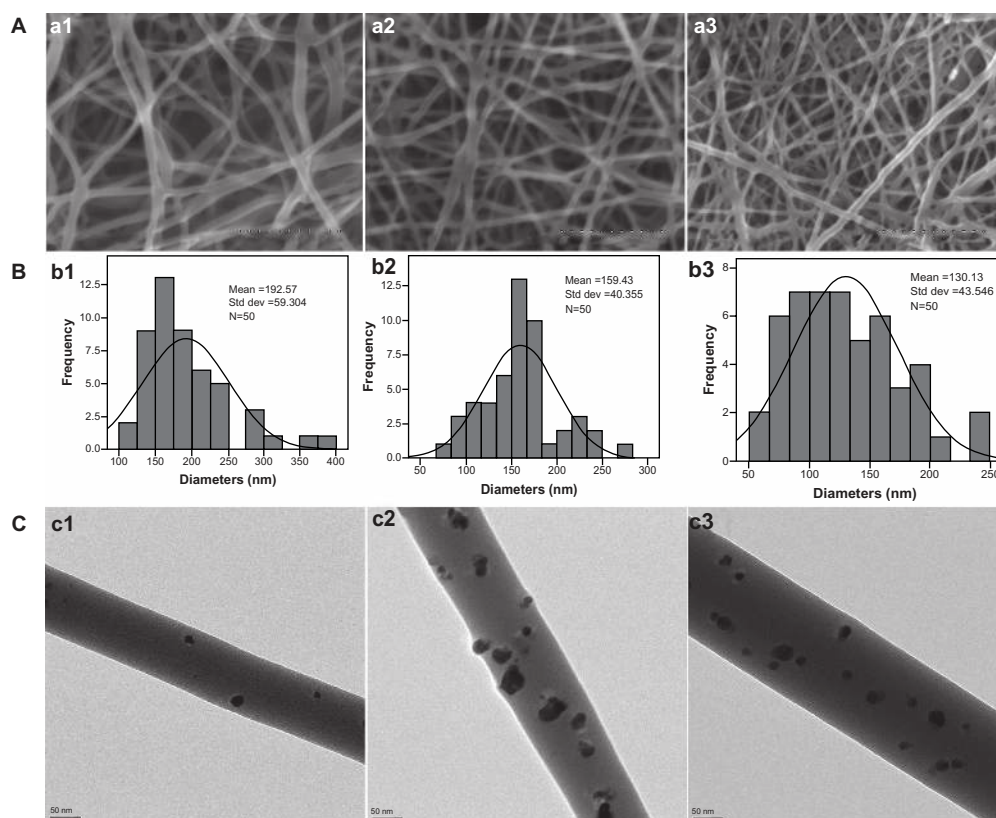 A
a1
a2
a3
B
b1
Mean =192.57
Std dev =59.304
N=50
Frequency
12.5
10.0
7.5
5.0
2.5
0.0
100
150
200
250
300
350
400
Diameters (nm)
b2
Mean =159.43
Std dev =40.355
N=50
Frequency
12.5
10.0
7.5
5.0
2.5
0.0
50
100
150
200
250
300
Diameters (nm)
b3
Mean =130.13
Std dev =43.546
N=50
Frequency
8
6
4
2
0
50
100
150
200
250
Diameters (nm)
C
c1
50 nm
c2
50 nm
c3
50 nm